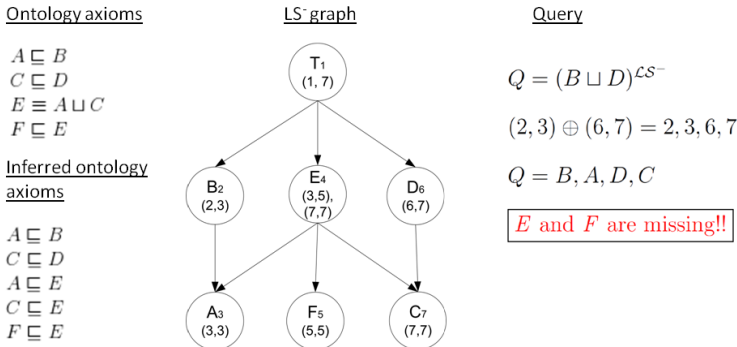 Ontology axioms
A ⊑ B
C ⊑ D
E ≡ A ⊔ C
F ⊑ E
Inferred ontology
axioms
A ⊑ B
C ⊑ D
A ⊑ E
C ⊑ E
F ⊑ E
LS⁻ graph
T1
(1, 7)
B2
(2,3)
E4
(3,5),
(7,7)
D6
(6,7)
A3
(3,3)
F5
(5,5)
C7
(7,7)
Query
Q = (B ⊔ D)^{ℒ𝒮⁻}
(2, 3) ⊕ (6, 7) = 2, 3, 6, 7
Q = B, A, D, C
E and F are missing!!